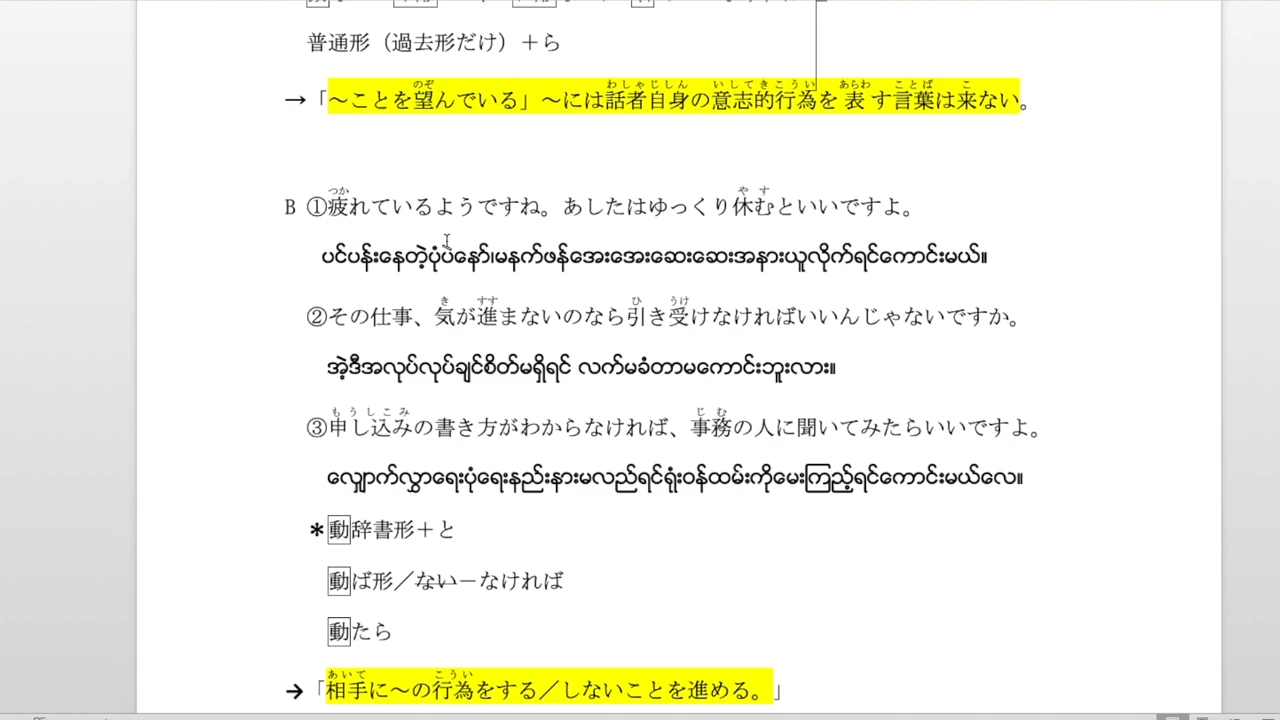 普通形（過去形だけ）＋ら
→「～ことを望んでいる」～には話者自身の意志的行為を表す言葉は来ない。
B ①疲れているようですね。あしたはゆっくり休むといいですよ。
ပင်ပန်းနေတဲ့ပုံပဲနော်၊မနက်ဖန်အေးအေးဆေးဆေးအနားယူလိုက်ရင်ကောင်းမယ်။
②その仕事、気が進まないのなら引き受けなければいいんじゃないですか。
အဲ့ဒီအလုပ်လုပ်ချင်စိတ်မရှိရင် လက်မခံတာမကောင်းဘူးလား။
③申し込みの書き方がわからなければ、事務の人に聞いてみたらいいですよ。
လျှောက်လွှာရေးပုံရေးနည်းနားမလည်ရင်ရုံးဝန်ထမ်းကိုမေးကြည့်ရင်ကောင်းမယ်လေ။
＊動辞書形＋と
動ば形／ない－なければ
動たら
→「相手に～の行為をする／しないことを進める。」